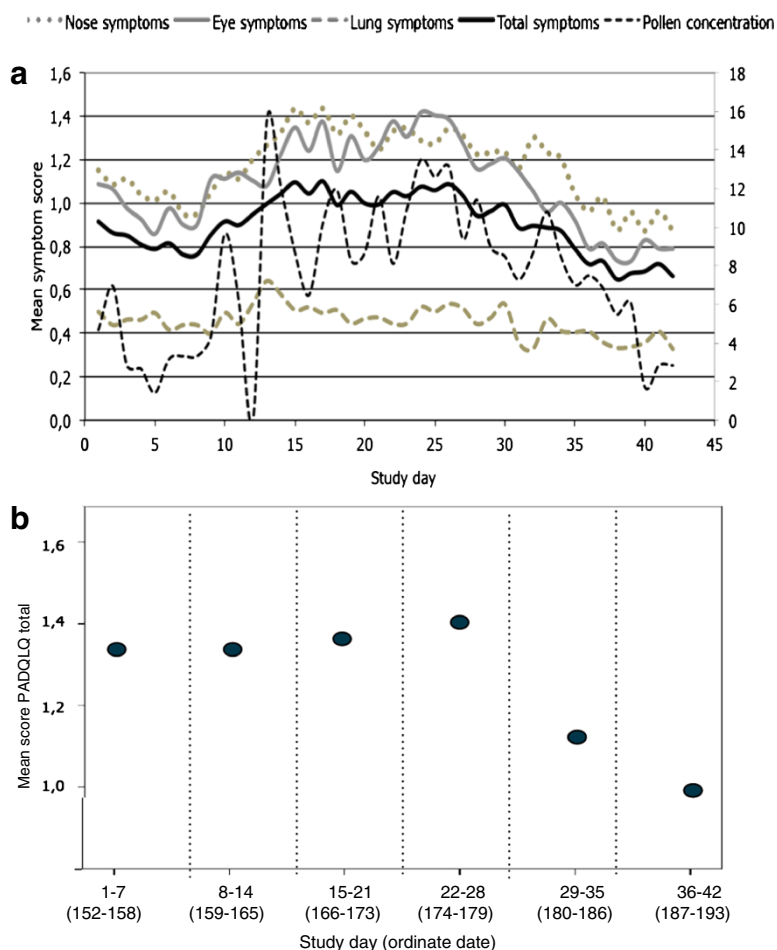 Nose symptoms Eye symptoms Lung symptoms Total symptoms Pollen concentration
a
1,6 18
16
1,4
14
1,2
12
1,0
10
0,8
8
0,6
6
0,4
4
0,2
2
0,0 0
Mean symptom score
0 5 10 15 20 25 30 35 40 45
Study day
b
1,6
1,4
1,2
1,0
Mean score PADQLQ total
1-7 8-14 15-21 22-28 29-35 36-42
(152-158) (159-165) (166-173) (174-179) (180-186) (187-193)
Study day (ordinate date)